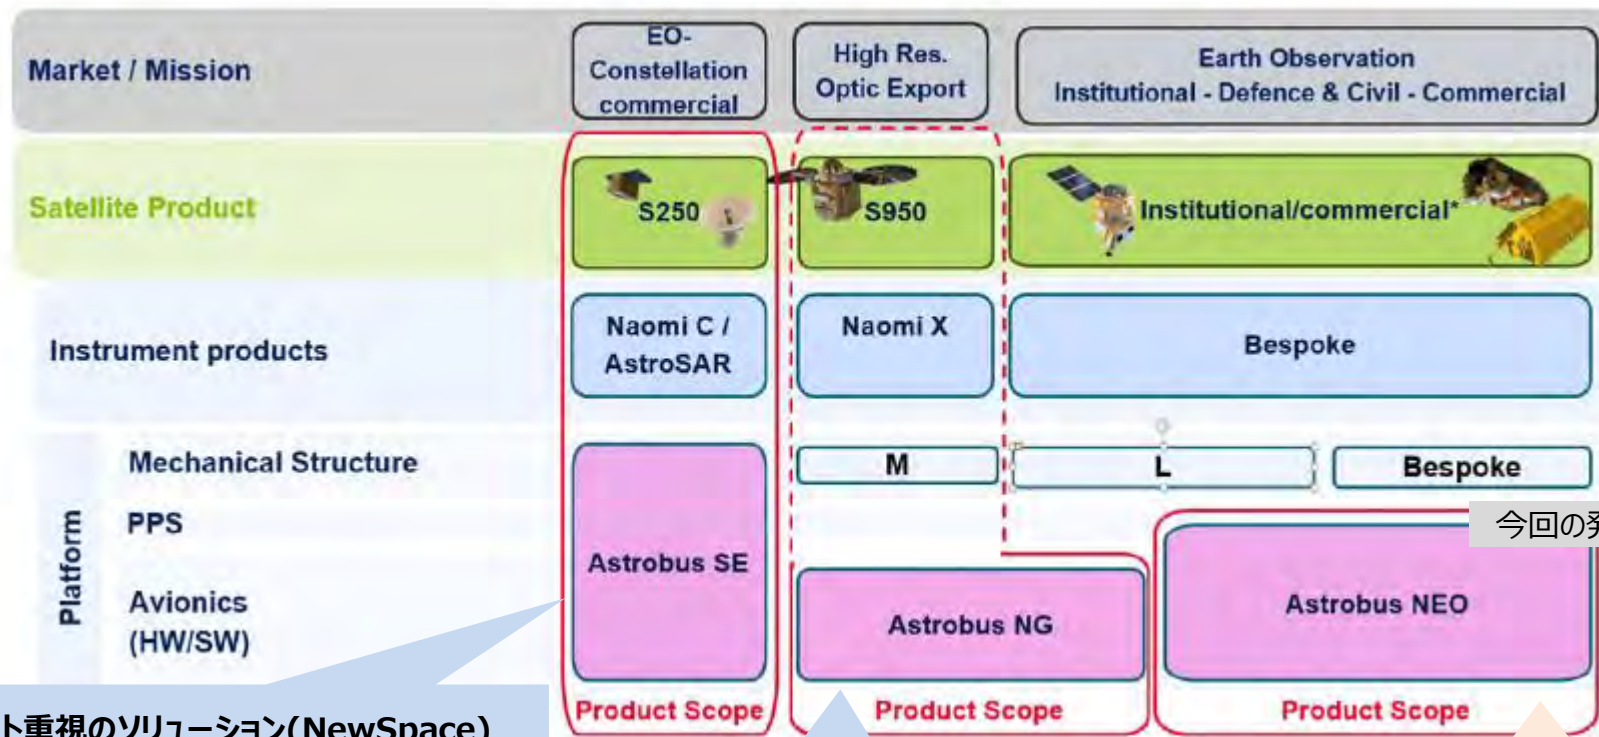 Market / Mission
EO-
Constellation
commercial
High Res.
Optic Export
Earth Observation
Institutional - Defence & Civil - Commercial
Satellite Product
S250
S950
Institutional/commercial*
Instrument products
Naomi C /
AstroSAR
Naomi X
Bespoke
Platform
Mechanical Structure
M
L
Bespoke
PPS
今回の発
Avionics
(HW/SW)
Astrobus SE
Astrobus NG
Astrobus NEO
Product Scope
Product Scope
Product Scope
ト重視のソリューション(NewSpace)